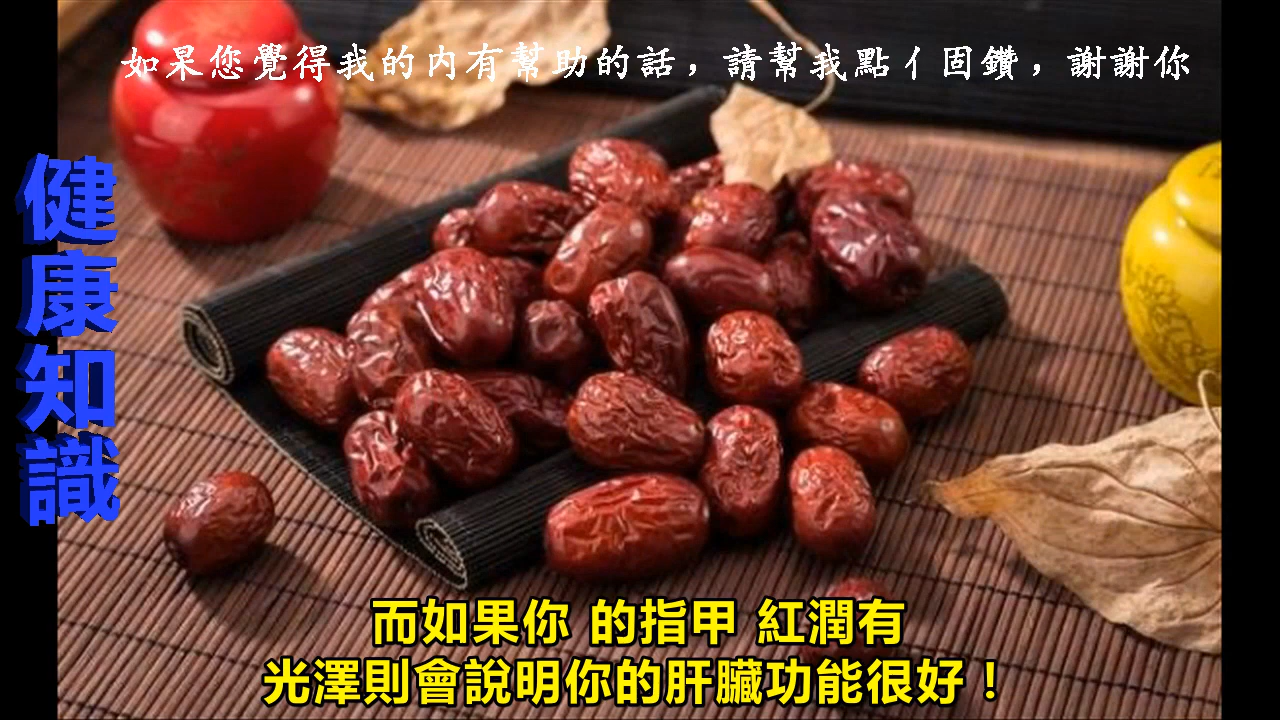 如果您覺得我的内有幫助的話，請幫我點亻固鑽，謝謝你
健康知識
而如果你 的指甲 紅潤有
光澤則會說明你的肝臟功能很好！